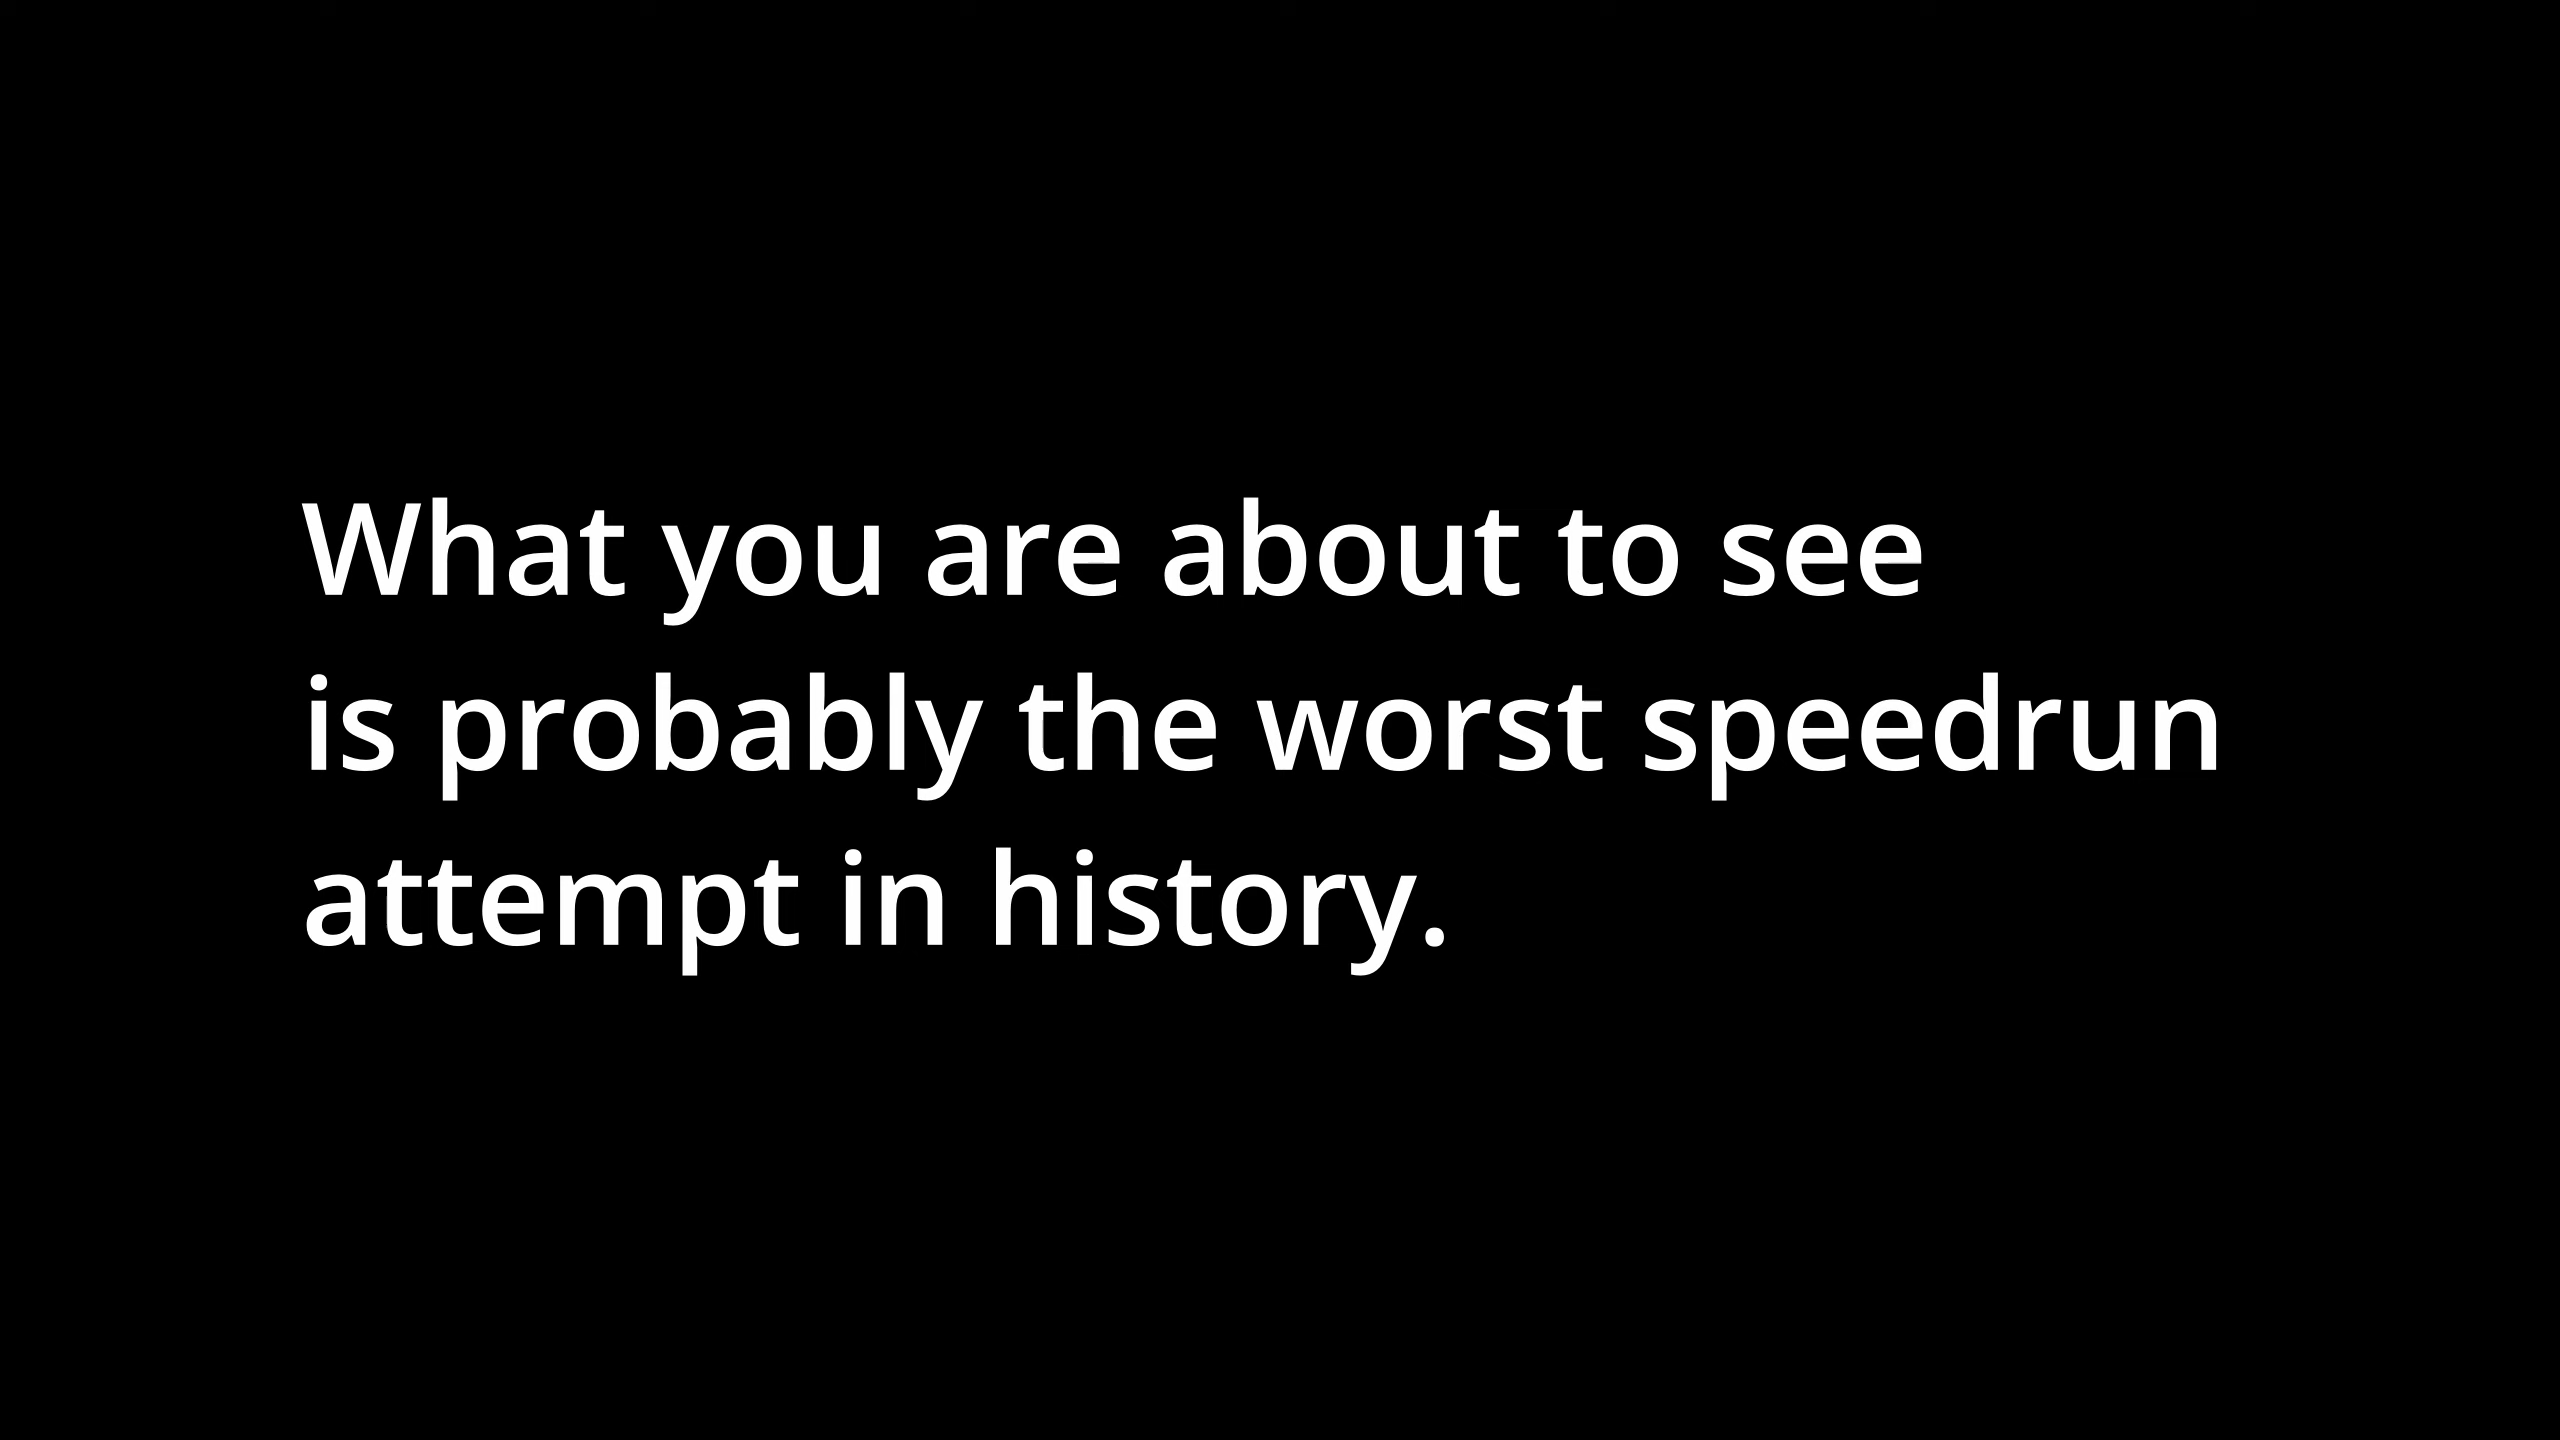 What you are about to see
is probably the worst speedrun
attempt in history.